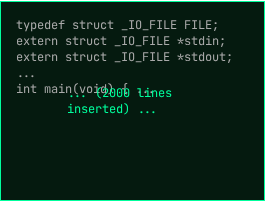 typedef struct _IO_FILE FILE;
extern struct _IO_FILE *stdin;
extern struct _IO_FILE *stdout;
...
int main(void) { ...
... (2000 lines
inserted) ...